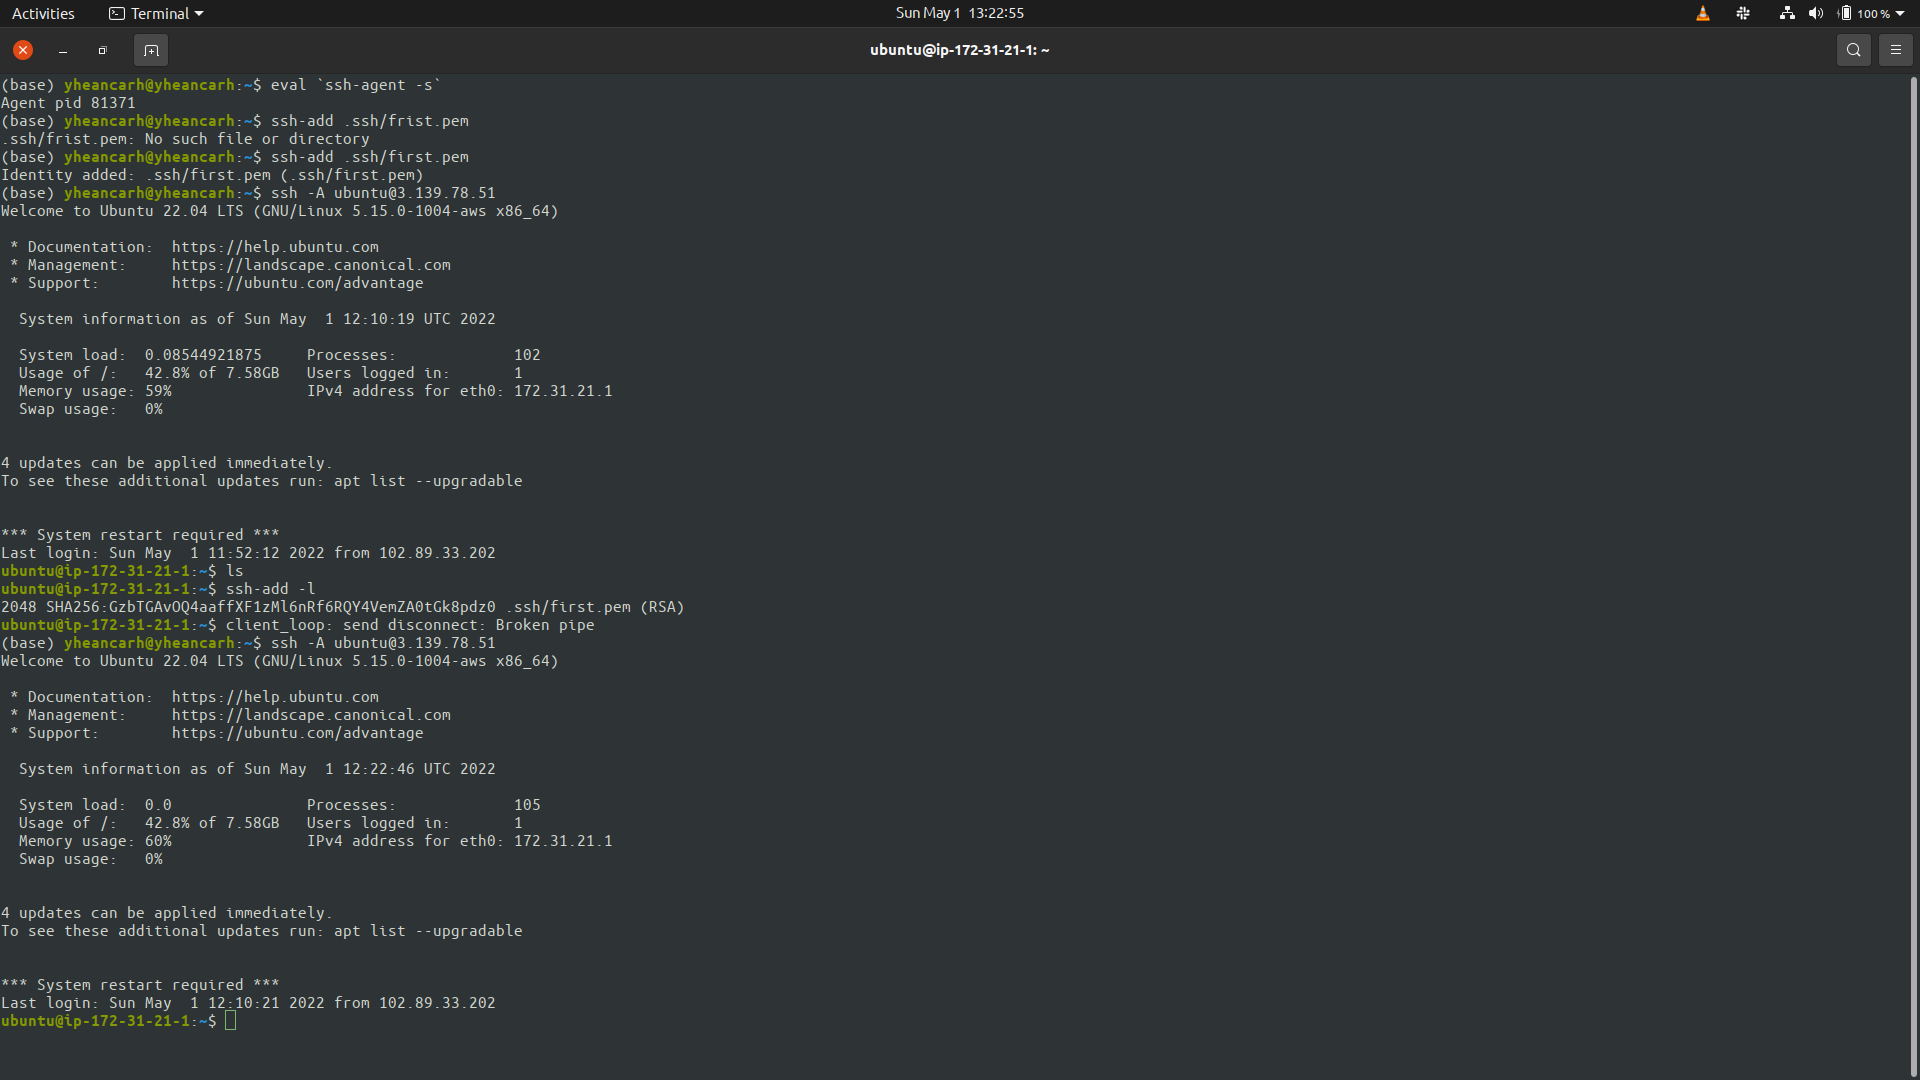 Activities Terminal Sun May 1 13:22:55 100 %
ubuntu@ip-172-31-21-1: ~
(base) yheancarh@yheancarh:~$ eval `ssh-agent -s`
Agent pid 81371
(base) yheancarh@yheancarh:~$ ssh-add .ssh/frist.pem
.ssh/frist.pem: No such file or directory
(base) yheancarh@yheancarh:~$ ssh-add .ssh/first.pem
Identity added: .ssh/first.pem (.ssh/first.pem)
(base) yheancarh@yheancarh:~$ ssh -A ubuntu@3.139.78.51
Welcome to Ubuntu 22.04 LTS (GNU/Linux 5.15.0-1004-aws x86_64)
* Documentation:  https://help.ubuntu.com
* Management:     https://landscape.canonical.com
* Support:        https://ubuntu.com/advantage
System information as of Sun May  1 12:10:19 UTC 2022
System load:  0.08544921875     Processes:             102
Usage of /:   42.8% of 7.58GB   Users logged in:       1
Memory usage: 59%               IPv4 address for eth0: 172.31.21.1
Swap usage:   0%
4 updates can be applied immediately.
To see these additional updates run: apt list --upgradable
*** System restart required ***
Last login: Sun May  1 11:52:12 2022 from 102.89.33.202
ubuntu@ip-172-31-21-1:~$ ls
ubuntu@ip-172-31-21-1:~$ ssh-add -l
2048 SHA256:GzbTGAvOQ4aaffXF1zMl6nRf6RQY4VemZA0tGk8pdz0 .ssh/first.pem (RSA)
ubuntu@ip-172-31-21-1:~$ client_loop: send disconnect: Broken pipe
(base) yheancarh@yheancarh:~$ ssh -A ubuntu@3.139.78.51
Welcome to Ubuntu 22.04 LTS (GNU/Linux 5.15.0-1004-aws x86_64)
* Documentation:  https://help.ubuntu.com
* Management:     https://landscape.canonical.com
* Support:        https://ubuntu.com/advantage
System information as of Sun May  1 12:22:46 UTC 2022
System load:  0.0               Processes:             105
Usage of /:   42.8% of 7.58GB   Users logged in:       1
Memory usage: 60%               IPv4 address for eth0: 172.31.21.1
Swap usage:   0%
4 updates can be applied immediately.
To see these additional updates run: apt list --upgradable
*** System restart required ***
Last login: Sun May  1 12:10:21 2022 from 102.89.33.202
ubuntu@ip-172-31-21-1:~$